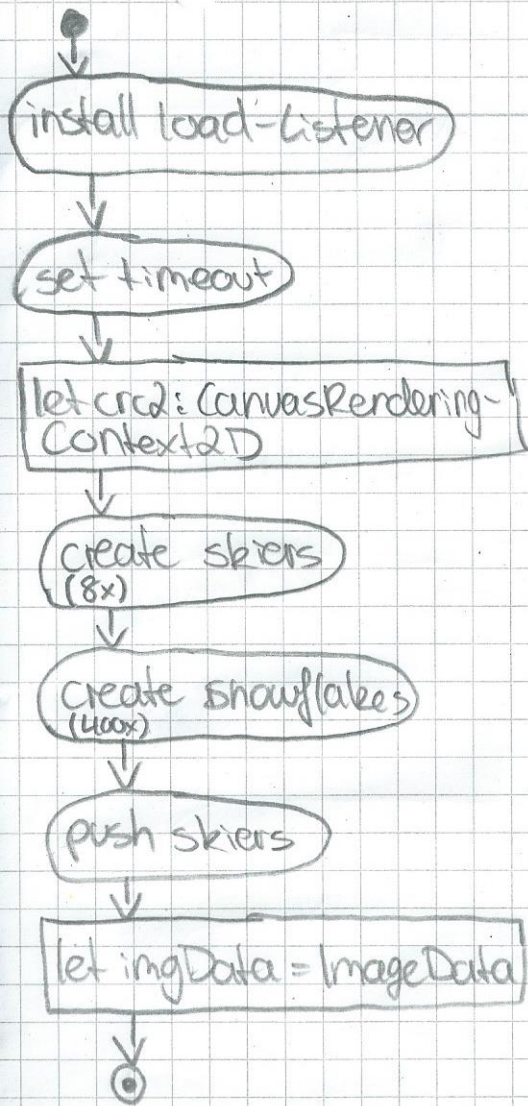 install load-Listener
set timeout
let crc2: CanvasRendering-
Context2D
create skiers
(8x)
create snowflakes
(400x)
push skiers
let imgData = ImageData